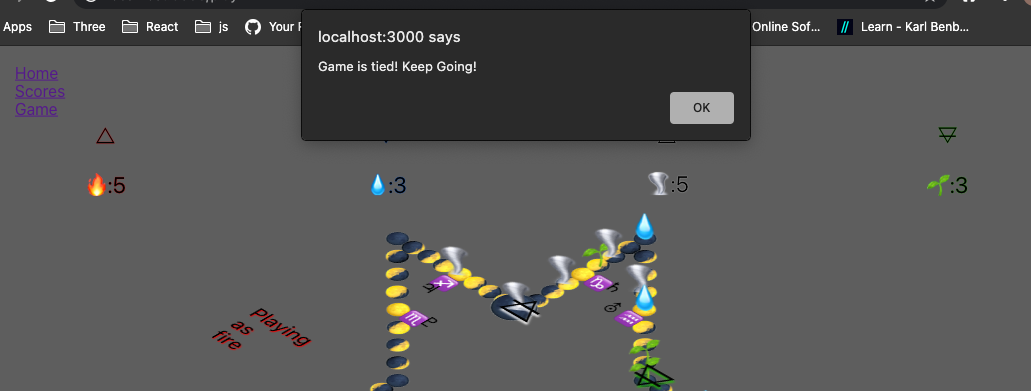 localhost:3000 says
Apps Three React js Your Online Sof... Learn - Karl Benb...
Game is tied! Keep Going!
OK
Home
Scores
Game
:5 :3 :5 :3
Playing
as
fire